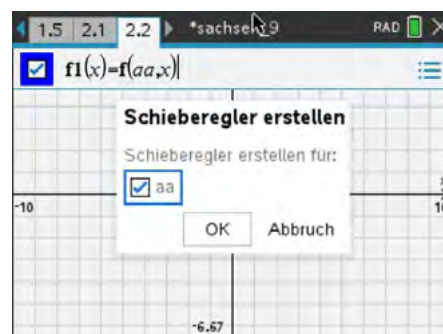 1.5 2.1 2.2 *sachsen_9 RAD
f1(x)=f(aa,x)
Schieberegler erstellen
Schieberegler erstellen für:
aa
OK Abbruch
-10
-6.67